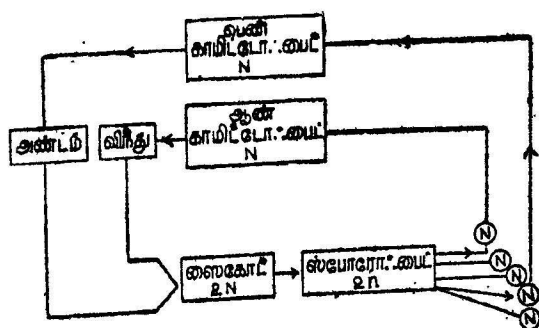 பெண்
காமிட்டோஃபைட்
N
ஆண்
காமிட்டோஃபைட்
N
அண்டம்
விந்து
ஸைகோட்
2N
ஸ்போரோஃபைட்
2n
N
N
N
N
N